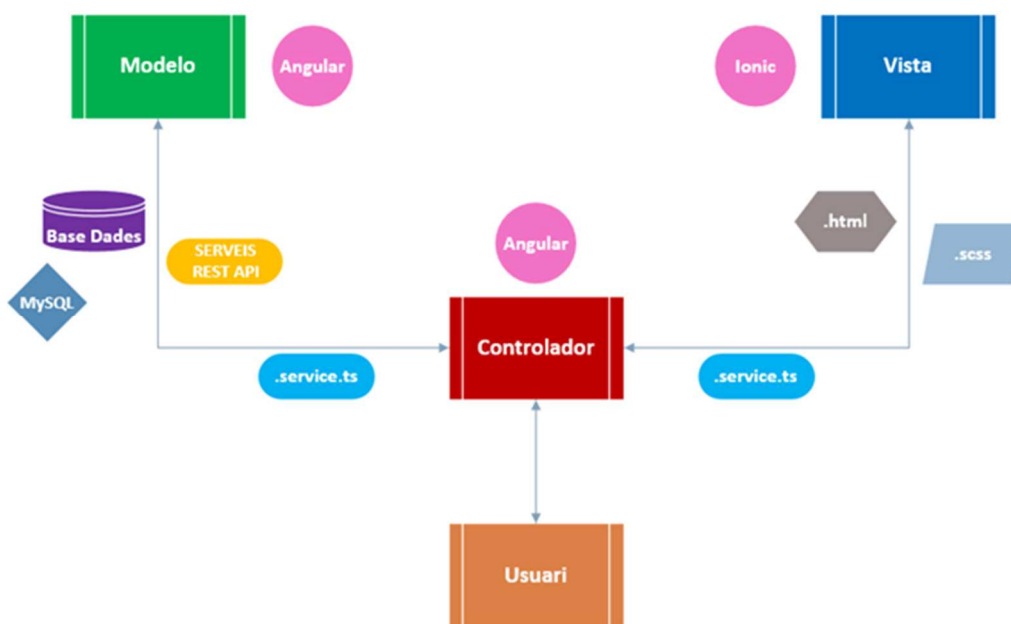 Modelo
Angular
Ionic
Vista
Base Dades
SERVEIS
REST API
MySQL
Angular
.html
.scss
Controlador
.service.ts
.service.ts
Usuari